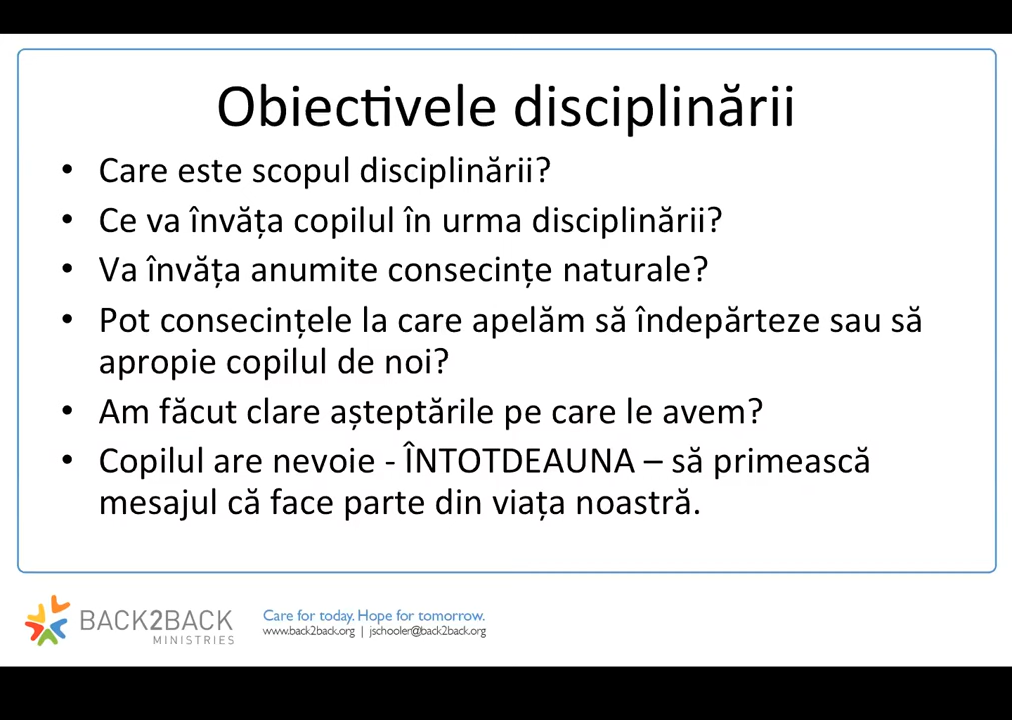 Obiectivele disciplinării
• Care este scopul disciplinării?
• Ce va învăța copilul în urma disciplinării?
• Va învăța anumite consecințe naturale?
• Pot consecințele la care apelăm să îndepărteze sau să
apropie copilul de noi?
• Am făcut clare așteptările pe care le avem?
• Copilul are nevoie - ÎNTOTDEAUNA – să primească
mesajul că face parte din viața noastră.
BACK2BACK
MINISTRIES
Care for today. Hope for tomorrow.
www.back2back.org | jschooler@back2back.org